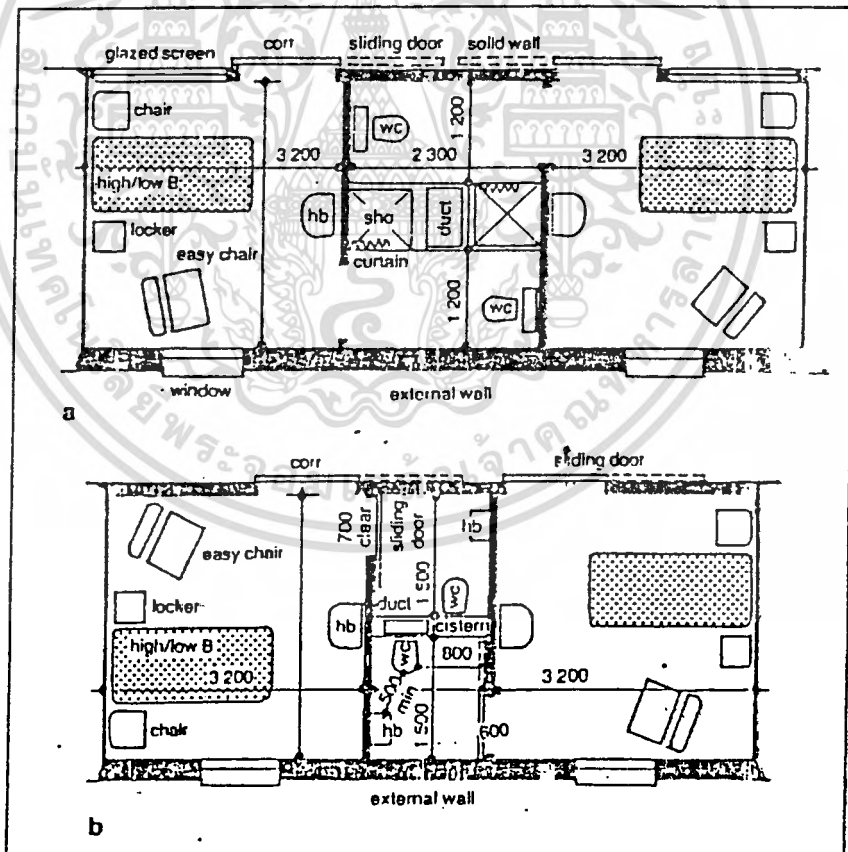 glazed screen corr sliding door solid wall
chair
wc
1 200
3 200 2 300 3 200
high/low B
hb sho duct
locker
curtain
easy chair
1 200
wc
window external wall
a
corr sliding door
700 clear
sliding door
hb
easy chair
1 500
locker
duct
wc
hb
cistern
high/low B
wc
800
3 200 3 200
500 min
1 500
hb
600
chair
external wall
b